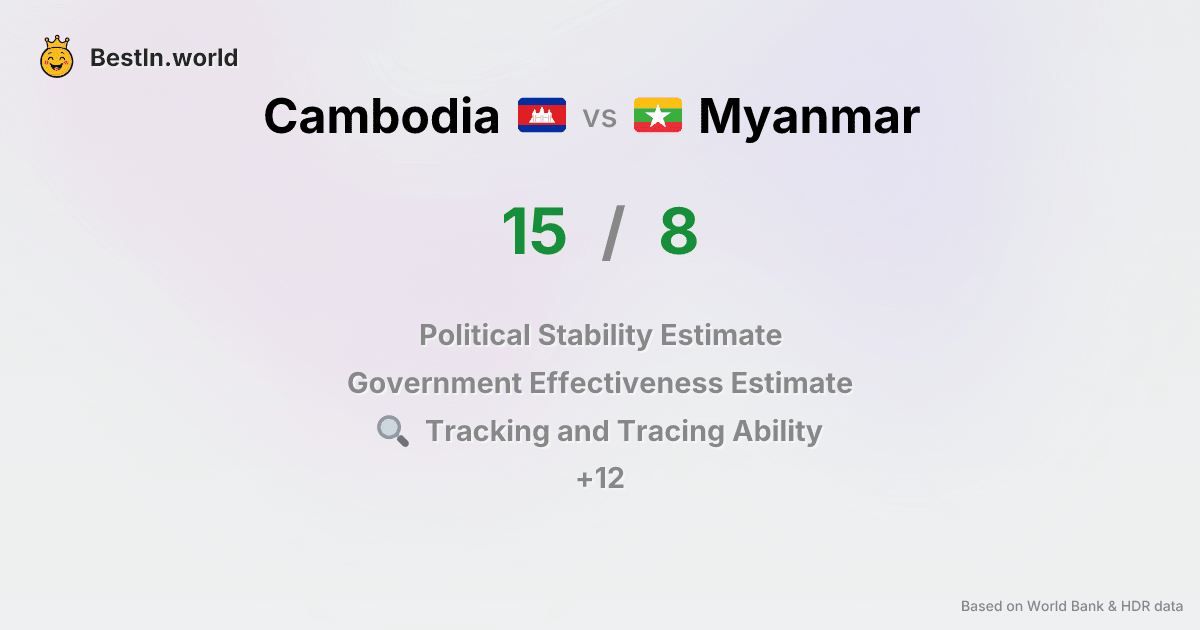 BestIn.world
Cambodia vs Myanmar
15 / 8
Political Stability Estimate
Government Effectiveness Estimate
Tracking and Tracing Ability
+12
Based on World Bank & HDR data